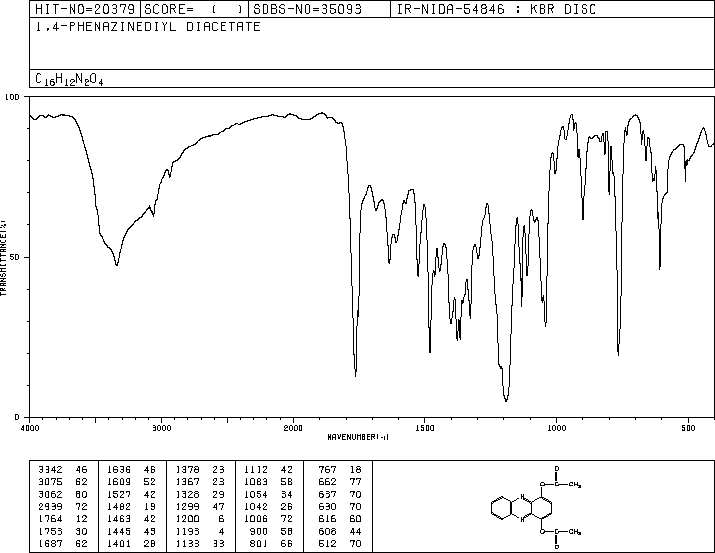 HIT-NO=20379 SCORE= ( ) SDBS-NO=35093 IR-NIDA-54846 : KBR DISC
1,4-PHENAZINEDIYL DIACETATE
C16H12N2O4
100
TRANSMITTANCE(%)
50
0
4000 3000 2000 1500 1000 500
WAVENUMBER(-1)
3342 46 1636 46 1378 23 1112 42 767 18
3075 62 1609 52 1367 23 1083 58 662 77
3062 60 1527 42 1328 29 1054 34 637 70
2939 72 1482 19 1299 47 1042 26 630 70
1764 12 1463 42 1200 6 1006 72 616 60
1753 30 1445 43 1193 4 900 58 608 44
1687 62 1401 28 1133 33 801 66 512 70
O
O-C-CH3
N
N
O-C-CH3
O